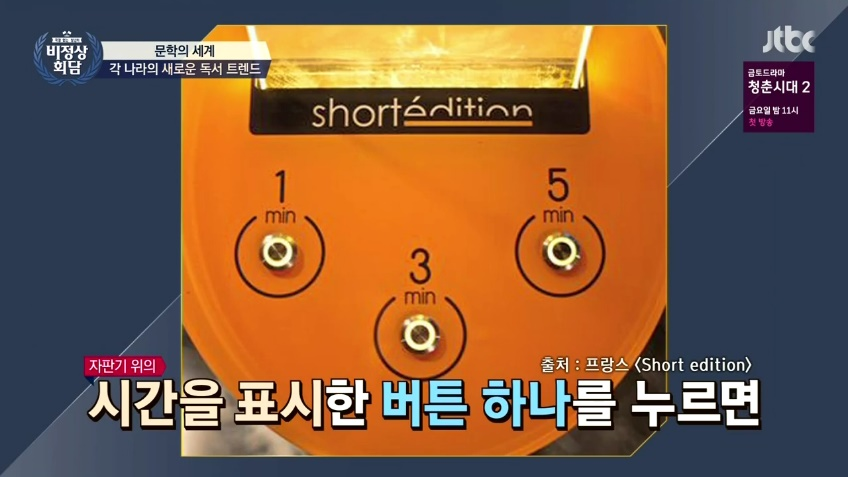 비정상
회담
문학의 세계
각 나라의 새로운 독서 트렌드
jtbc
금토드라마
청춘시대 2
금요일 밤 11시
첫 방송
shortédition
1
min
5
min
3
min
출처 : 프랑스 〈Short edition〉
자판기 위의
시간을 표시한 버튼 하나를 누르면